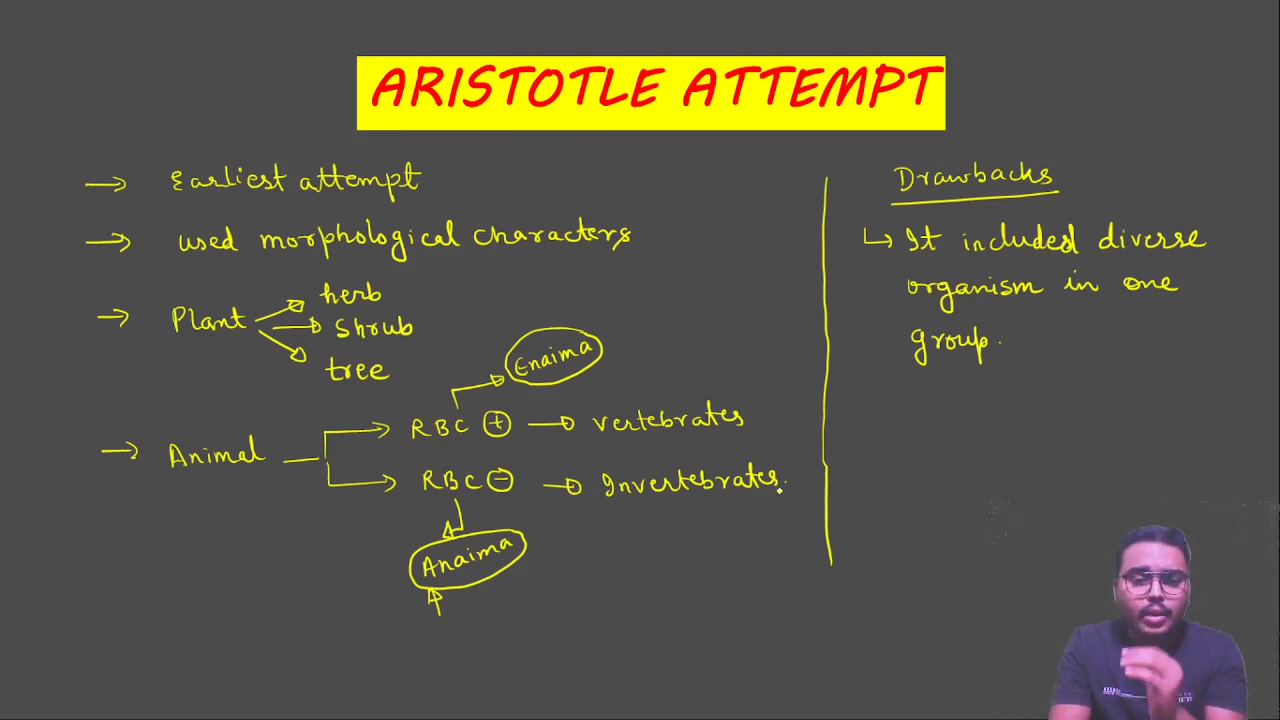 ARISTOTLE ATTEMPT
→ Earliest attempt
→ used morphological characters
→ Plant
herb
shrub
tree
Enaima
→ Animal
RBC + → vertebrates
RBC - → Invertebrates.
Anaima
Drawbacks
↳ It included diverse
organism in one
group.